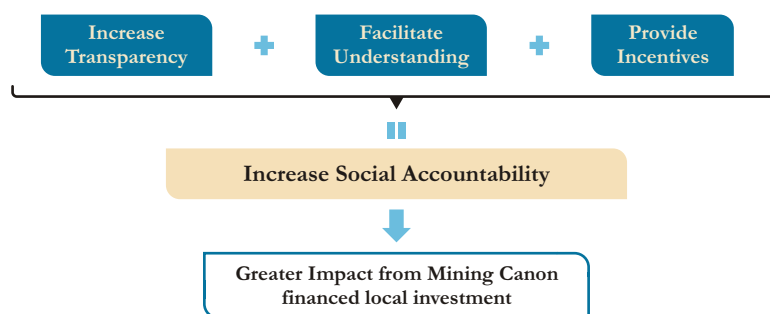 Increase
Transparency
+
Facilitate
Understanding
+
Provide
Incentives
Increase Social Accountability
Greater Impact from Mining Canon
financed local investment